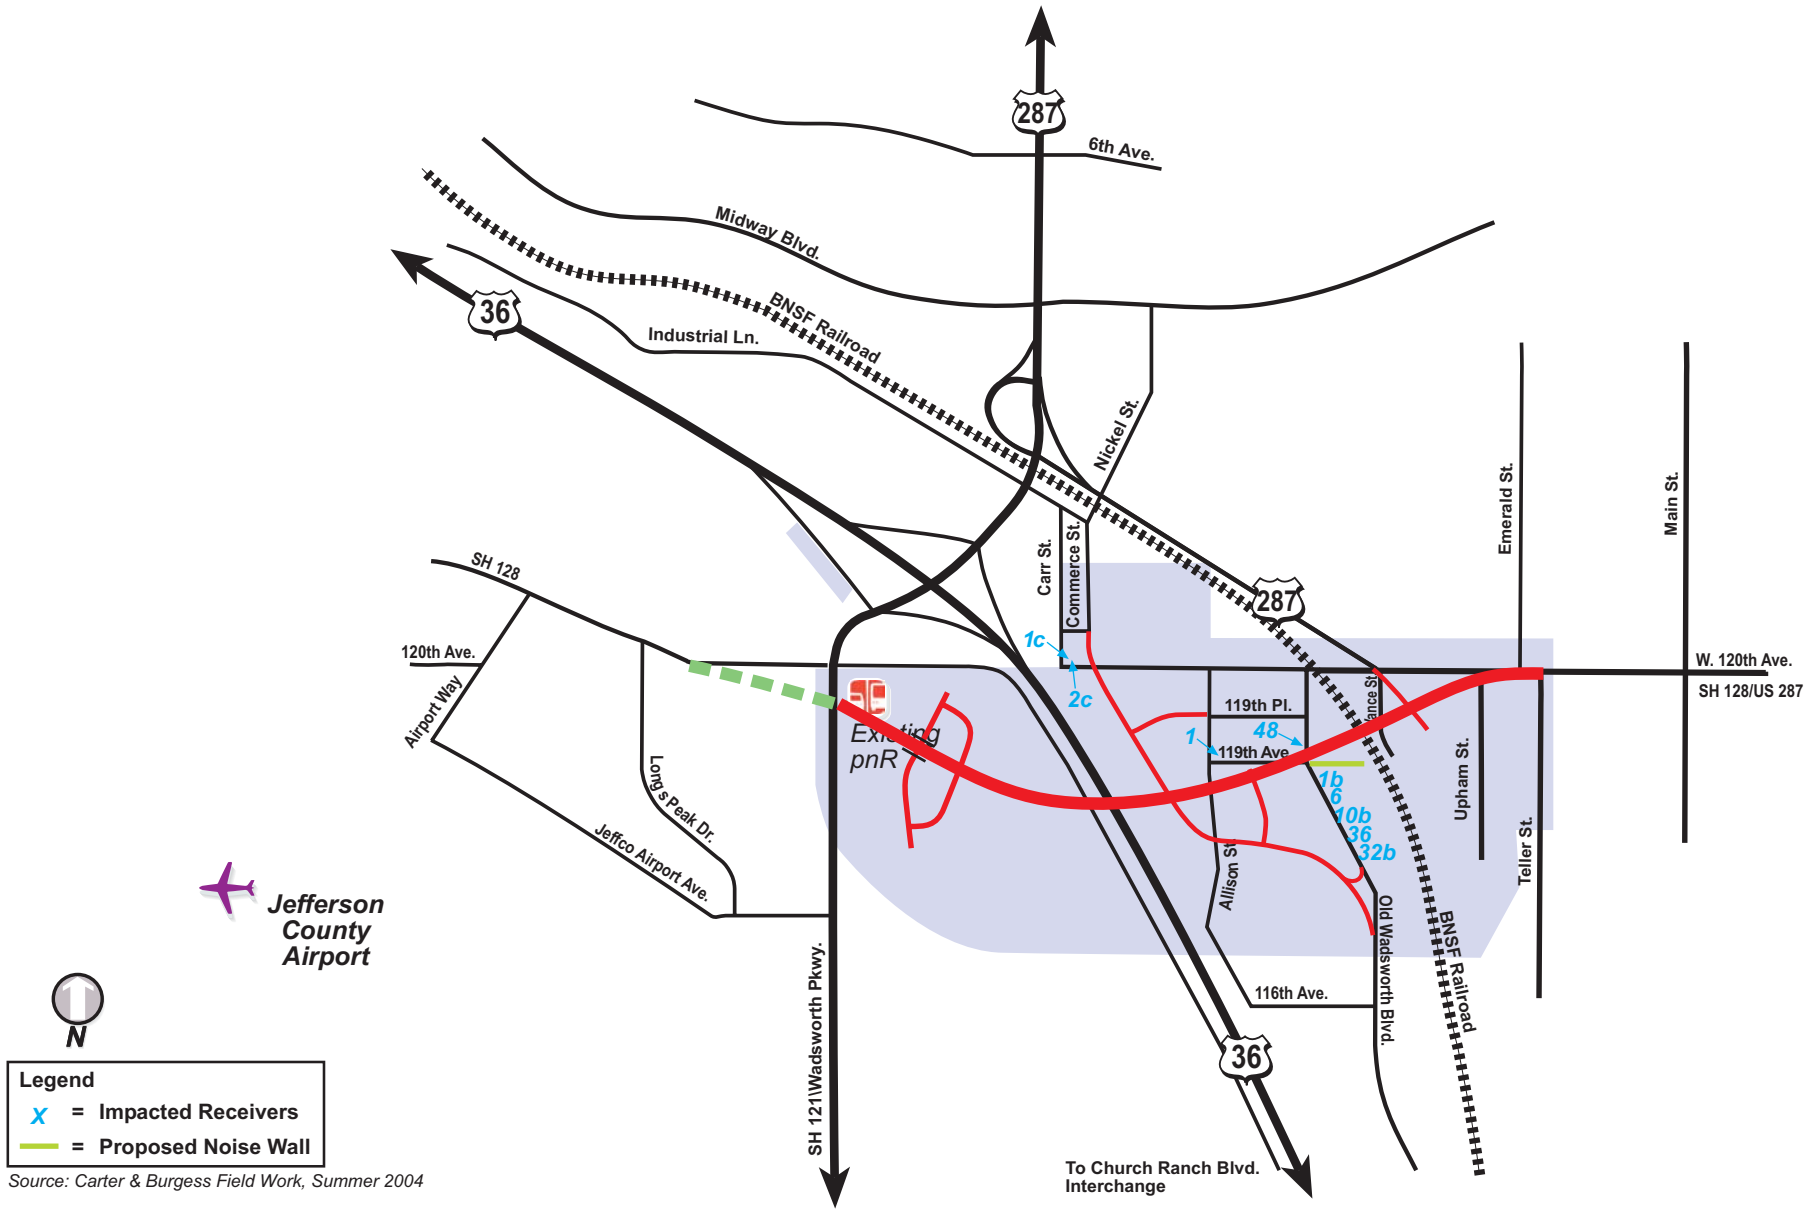 287
6th Ave.
Midway Blvd.
BNSF Railroad
36
Industrial Ln.
Nickel St.
Emerald St.
Main St.
SH 128
Carr St.
Commerce St.
287
120th Ave.
Airport Way
1c
2c
W. 120th Ave.
SH 128/US 287
119th Pl.
ance St.
48
1
119th Ave
Existing
pnR
Long s Peak Dr.
Jeffco Airport Ave.
1b
6
10b
36
32b
Upham St.
Teller St.
Allison St.
Old Wadsworth Blvd.
BNSF Railroad
Jefferson
County
Airport
SH 121\Wadsworth Pkwy.
116th Ave.
36
N
Legend
x = Impacted Receivers
= Proposed Noise Wall
Source: Carter & Burgess Field Work, Summer 2004
To Church Ranch Blvd.
Interchange